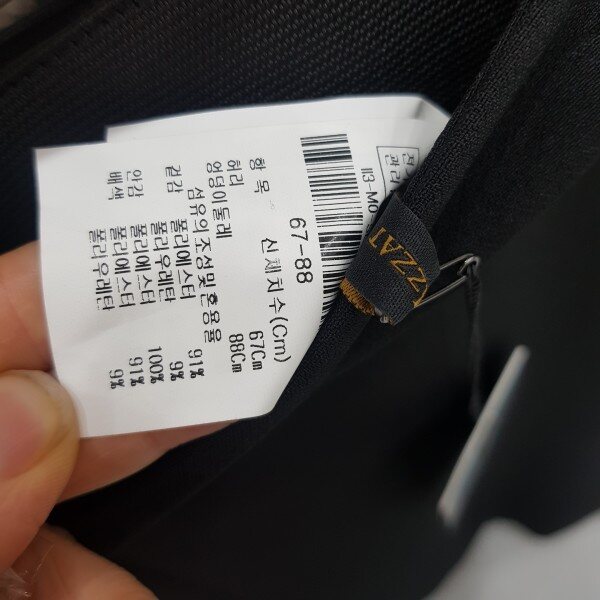 67-88
항 목 신체치수(Cm)
허리 67Cm
엉덩이둘레 88Cm
섬유의조성및혼용율
겉감 폴리에스터 91%
폴리우레탄 9%
안감 폴리에스터 100%
배색 폴리에스터 91%
폴리우레탄 9%